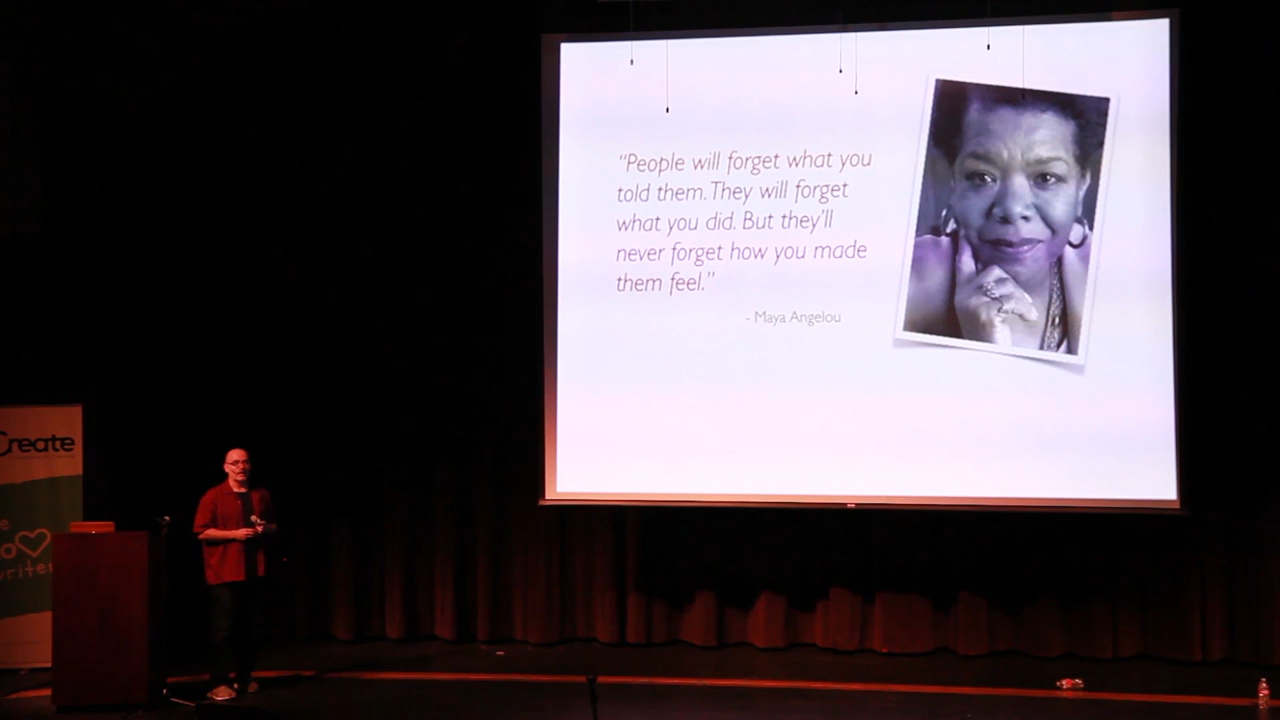 “People will forget what you
told them. They will forget
what you did. But they’ll
never forget how you made
them feel.”
- Maya Angelou
Create